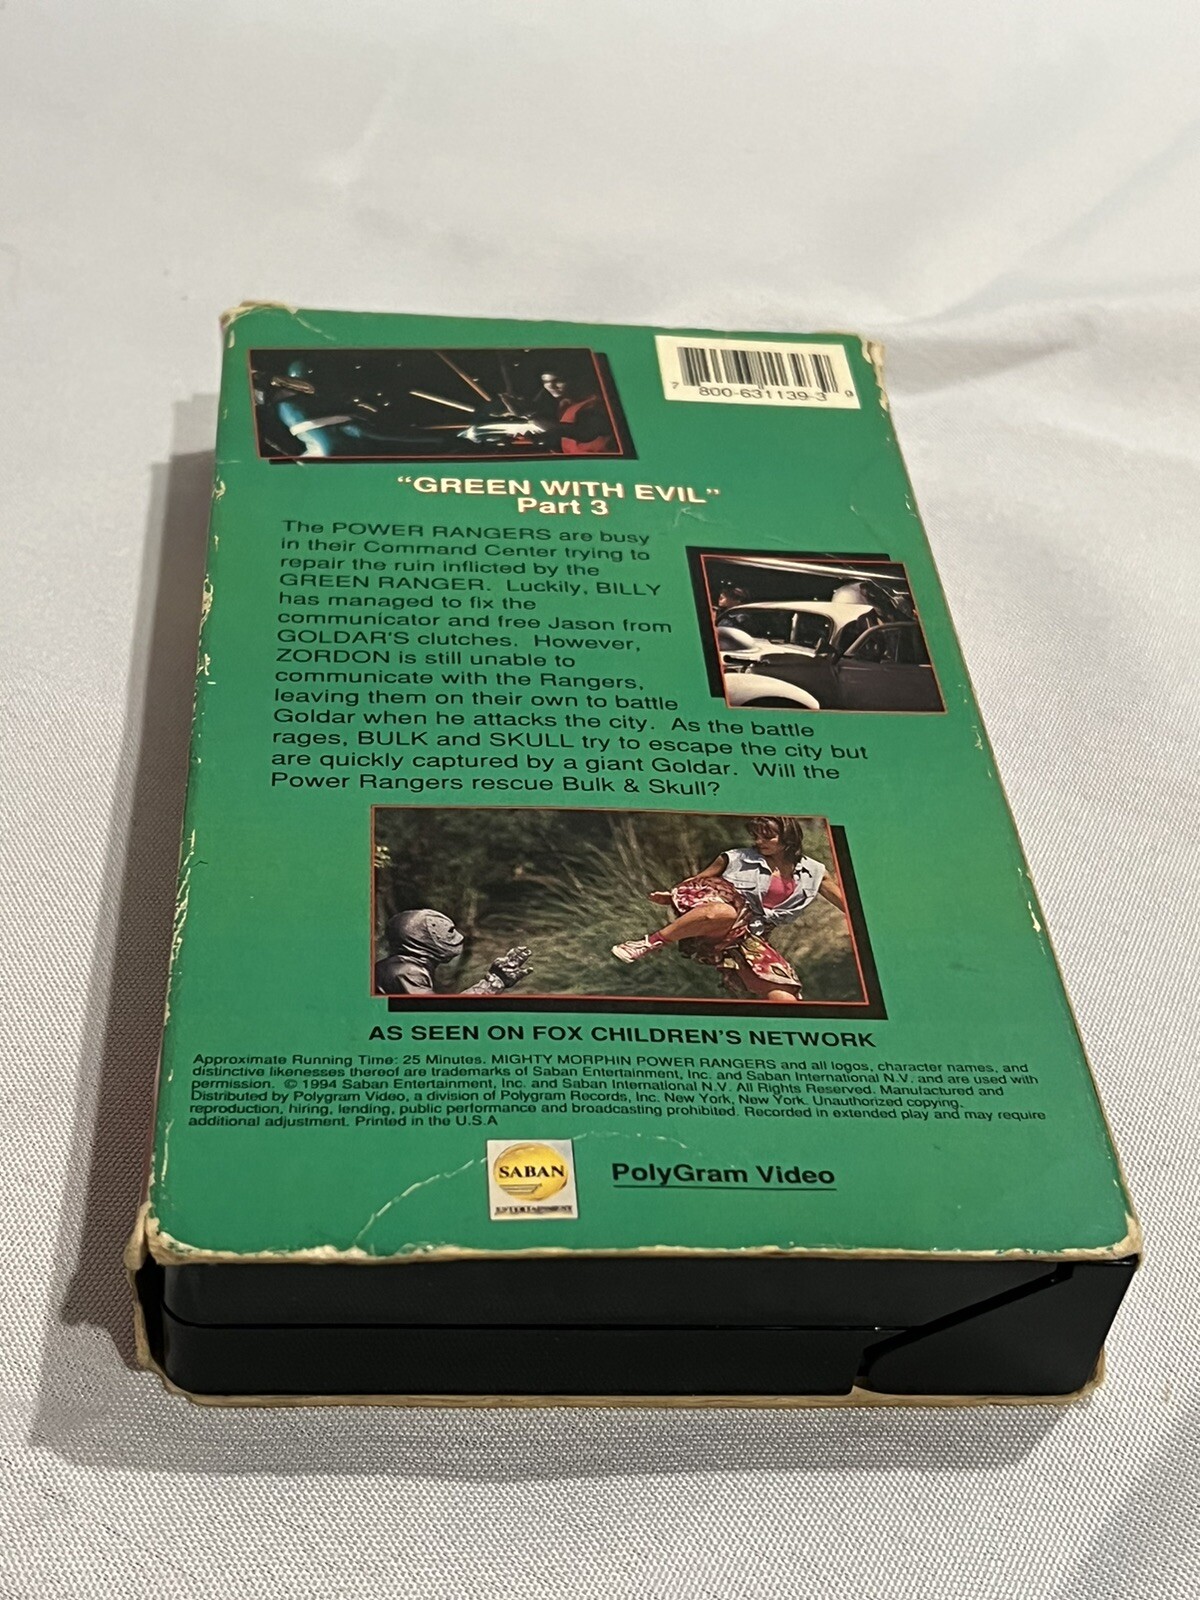 7 800-631139-3 9
“GREEN WITH EVIL”
Part 3
The POWER RANGERS are busy
in their Command Center trying to
repair the ruin inflicted by the
GREEN RANGER. Luckily, BILLY
has managed to fix the
communicator and free Jason from
GOLDAR'S clutches. However,
ZORDON is still unable to
communicate with the Rangers,
leaving them on their own to battle
Goldar when he attacks the city. As the battle
rages, BULK and SKULL try to escape the city but
are quickly captured by a giant Goldar. Will the
Power Rangers rescue Bulk & Skull?
AS SEEN ON FOX CHILDREN'S NETWORK
Approximate Running Time: 25 Minutes. MIGHTY MORPHIN POWER RANGERS and all logos, character names, and
distinctive likenesses thereof are trademarks of Saban Entertainment, Inc. and Saban International N.V. and are used with
permission. © 1994 Saban Entertainment, Inc. and Saban International N.V. All Rights Reserved. Manufactured and
Distributed by Polygram Video, a division of Polygram Records, Inc. New York, New York. Unauthorized copying,
reproduction, hiring, lending, public performance and broadcasting prohibited. Recorded in extended play and may require
additional adjustment. Printed in the U.S.A
SABAN
PolyGram Video